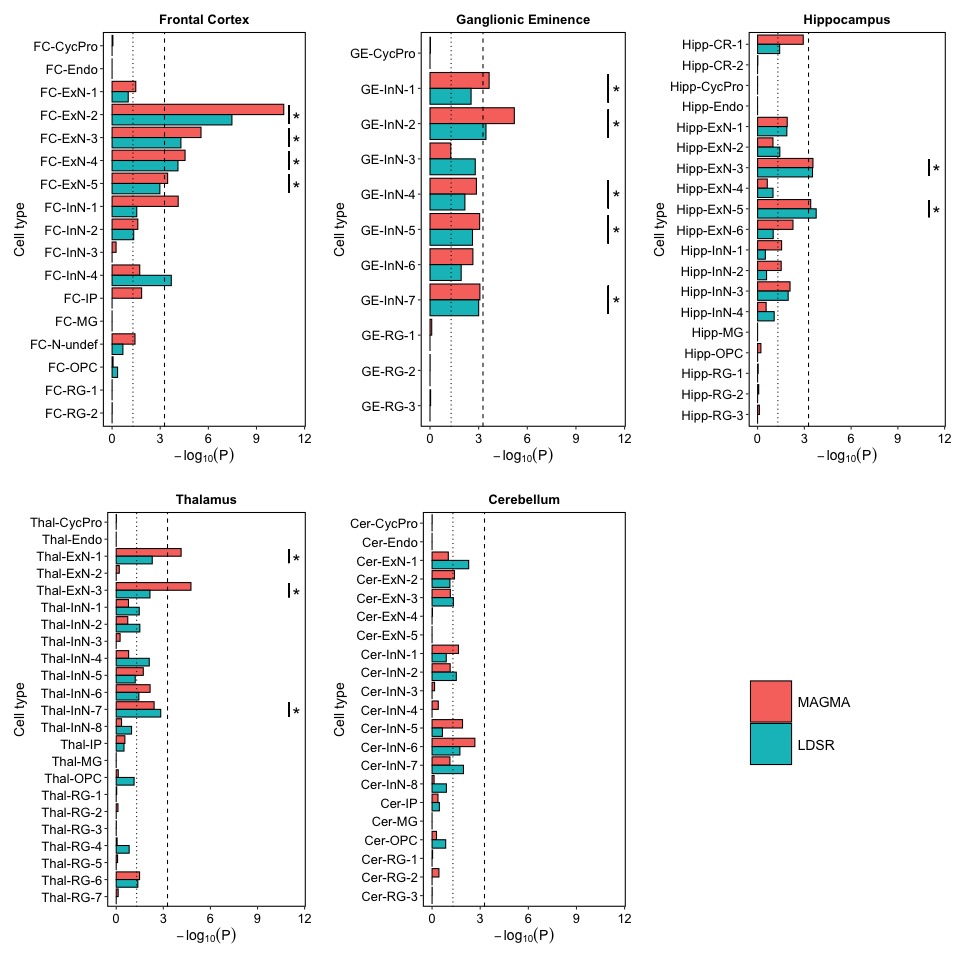 Frontal Cortex
Cell type
FC-CycPro
FC-Endo
FC-ExN-1
FC-ExN-2
*
FC-ExN-3
*
FC-ExN-4
*
FC-ExN-5
*
FC-InN-1
FC-InN-2
FC-InN-3
FC-InN-4
FC-IP
FC-MG
FC-N-undef
FC-OPC
FC-RG-1
FC-RG-2
0 3 6 9 12
−log10(P)
Ganglionic Eminence
Cell type
GE-CycPro
GE-InN-1
*
GE-InN-2
*
GE-InN-3
GE-InN-4
*
GE-InN-5
*
GE-InN-6
GE-InN-7
*
GE-RG-1
GE-RG-2
GE-RG-3
0 3 6 9 12
−log10(P)
Hippocampus
Cell type
Hipp-CR-1
Hipp-CR-2
Hipp-CycPro
Hipp-Endo
Hipp-ExN-1
Hipp-ExN-2
Hipp-ExN-3
*
Hipp-ExN-4
Hipp-ExN-5
*
Hipp-ExN-6
Hipp-InN-1
Hipp-InN-2
Hipp-InN-3
Hipp-InN-4
Hipp-MG
Hipp-OPC
Hipp-RG-1
Hipp-RG-2
Hipp-RG-3
0 3 6 9 12
−log10(P)
Thalamus
Cell type
Thal-CycPro
Thal-Endo
Thal-ExN-1
*
Thal-ExN-2
Thal-ExN-3
*
Thal-InN-1
Thal-InN-2
Thal-InN-3
Thal-InN-4
Thal-InN-5
Thal-InN-6
Thal-InN-7
*
Thal-InN-8
Thal-IP
Thal-MG
Thal-OPC
Thal-RG-1
Thal-RG-2
Thal-RG-3
Thal-RG-4
Thal-RG-5
Thal-RG-6
Thal-RG-7
0 3 6 9 12
−log10(P)
Cerebellum
Cell type
Cer-CycPro
Cer-Endo
Cer-ExN-1
Cer-ExN-2
Cer-ExN-3
Cer-ExN-4
Cer-ExN-5
Cer-InN-1
Cer-InN-2
Cer-InN-3
Cer-InN-4
Cer-InN-5
Cer-InN-6
Cer-InN-7
Cer-InN-8
Cer-IP
Cer-MG
Cer-OPC
Cer-RG-1
Cer-RG-2
Cer-RG-3
0 3 6 9 12
−log10(P)
MAGMA
LDSR